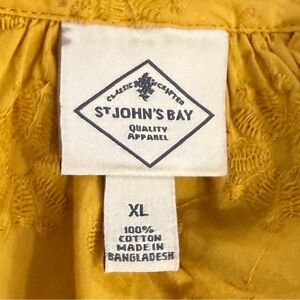 CLASSIC CRAFTED
ST JOHN'S BAY
QUALITY
APPAREL
XL
100%
COTTON
MADE IN
BANGLADESH